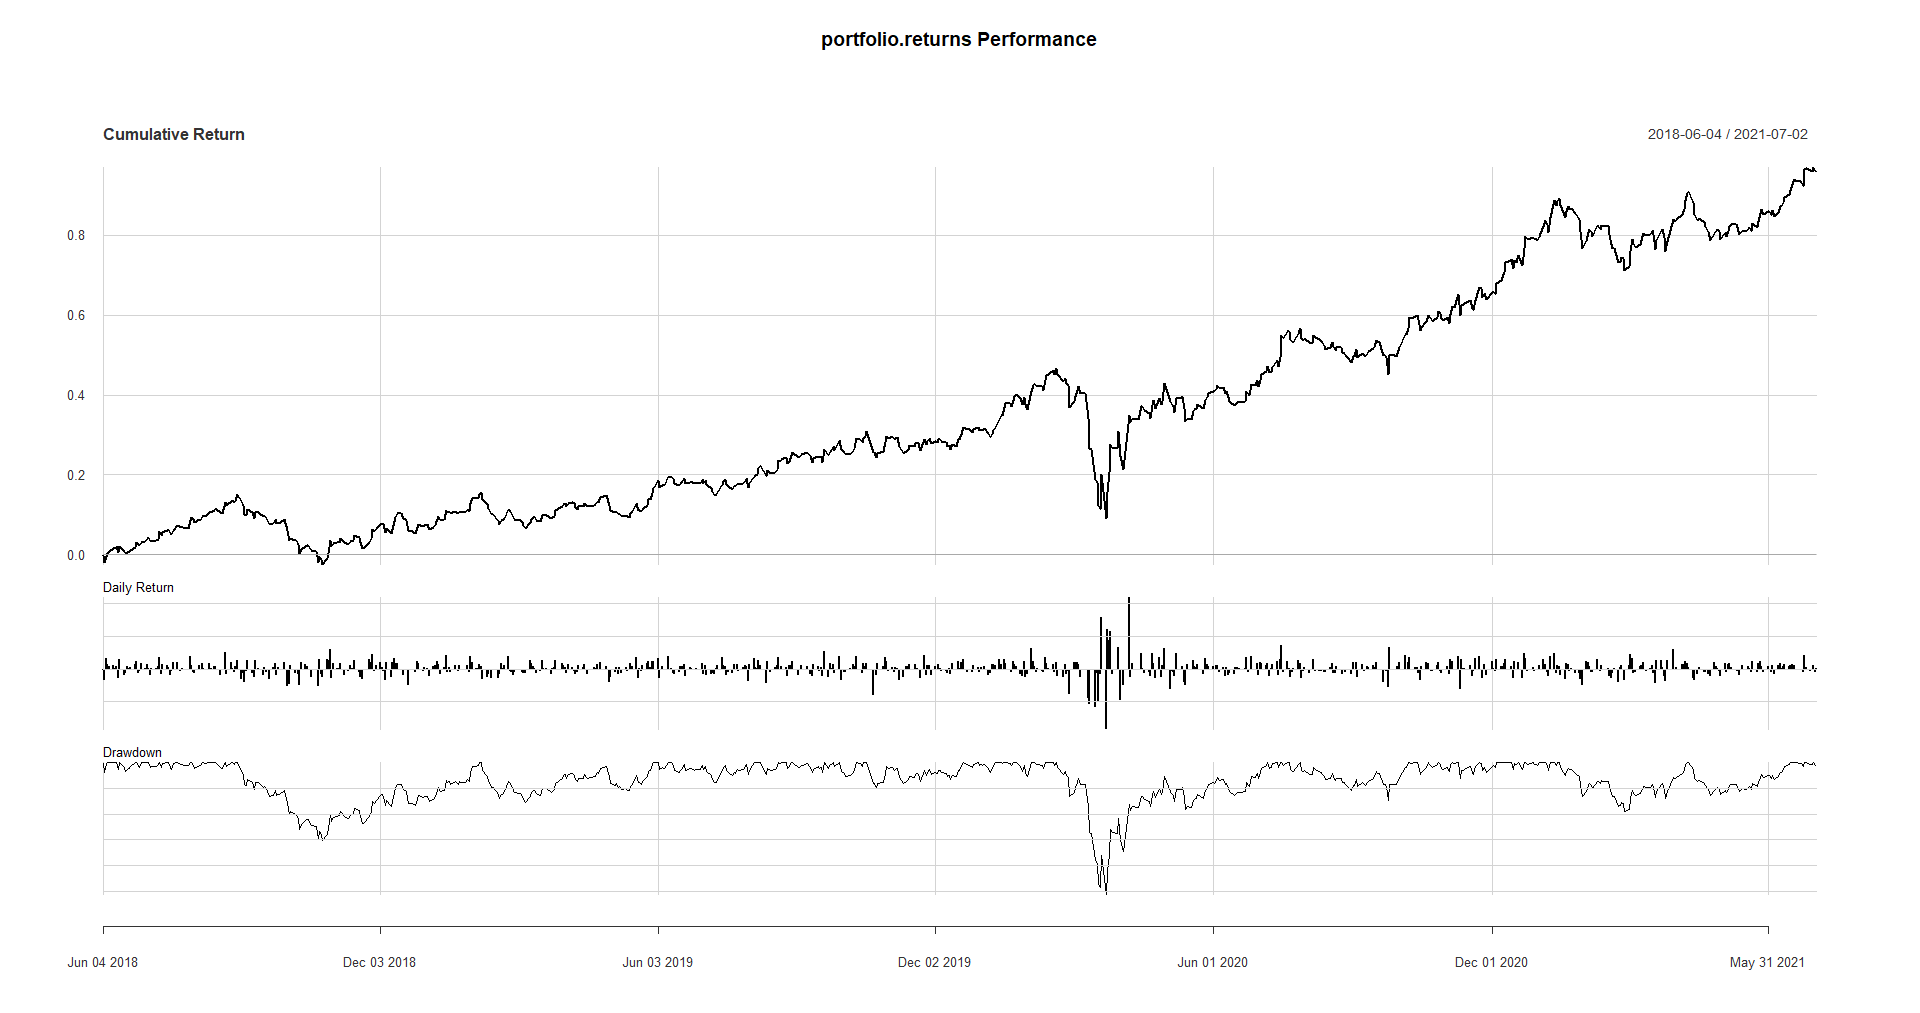 portfolio.returns Performance
Cumulative Return
2018-06-04 / 2021-07-02
0.8
0.6
0.4
0.2
0.0
Daily Return
Drawdown
Jun 04 2018
Dec 03 2018
Jun 03 2019
Dec 02 2019
Jun 01 2020
Dec 01 2020
May 31 2021